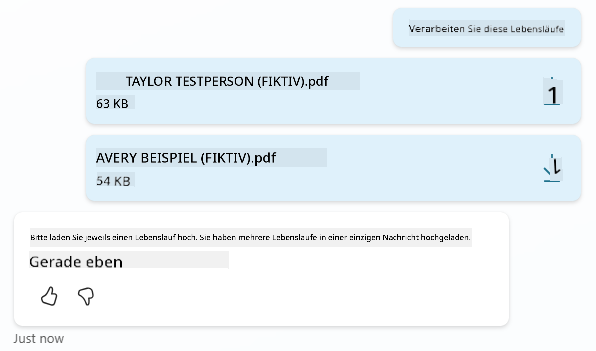 Verarbeiten Sie diese Lebensläufe
TAYLOR TESTPERSON (FIKTIV).pdf
63 KB
1
AVERY BEISPIEL (FIKTIV).pdf
54 KB
Bitte laden Sie jeweils einen Lebenslauf hoch. Sie haben mehrere Lebensläufe in einer einzigen Nachricht hochgeladen.
Gerade eben
Just now